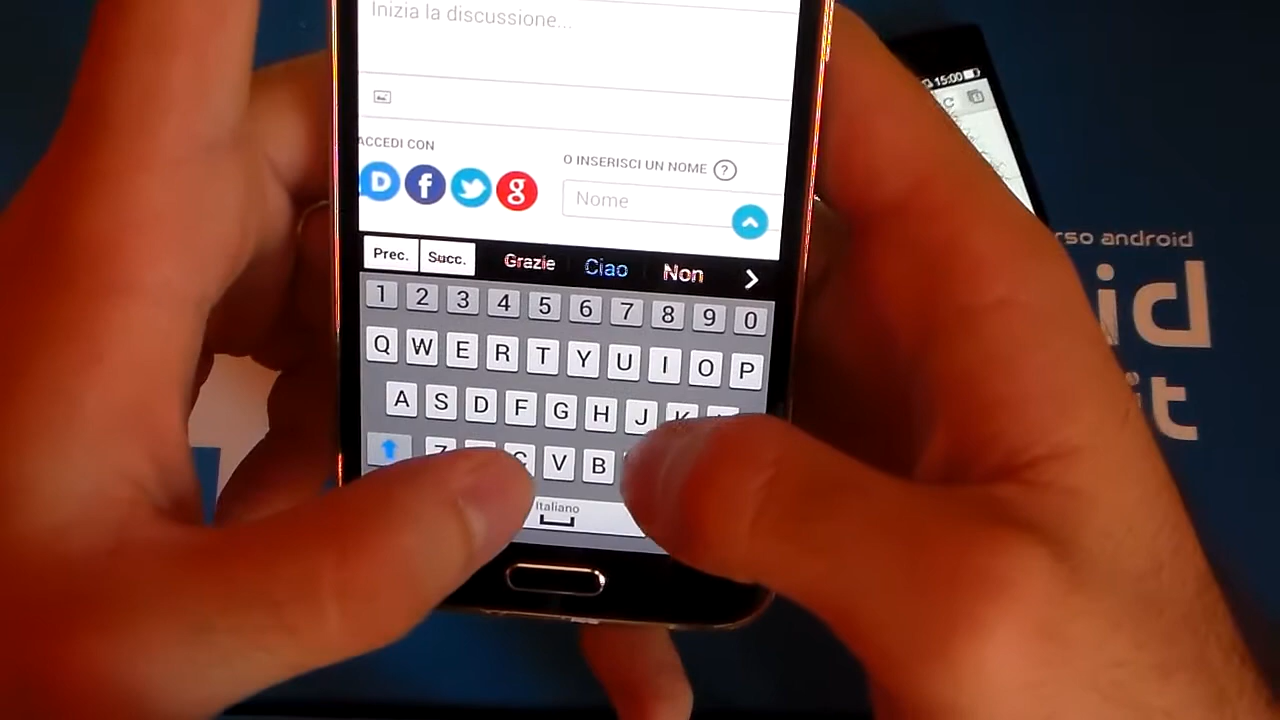 Inizia la discussione...
ACCEDI CON
O INSERISCI UN NOME ?
D f g
Nome
Prec. Succ. Grazie Ciao Non
1 2 3 4 5 6 7 8 9 0
Q W E R T Y U I O P
A S D F G H J K
Z C V B
Italiano
15:00
rso android
id
it